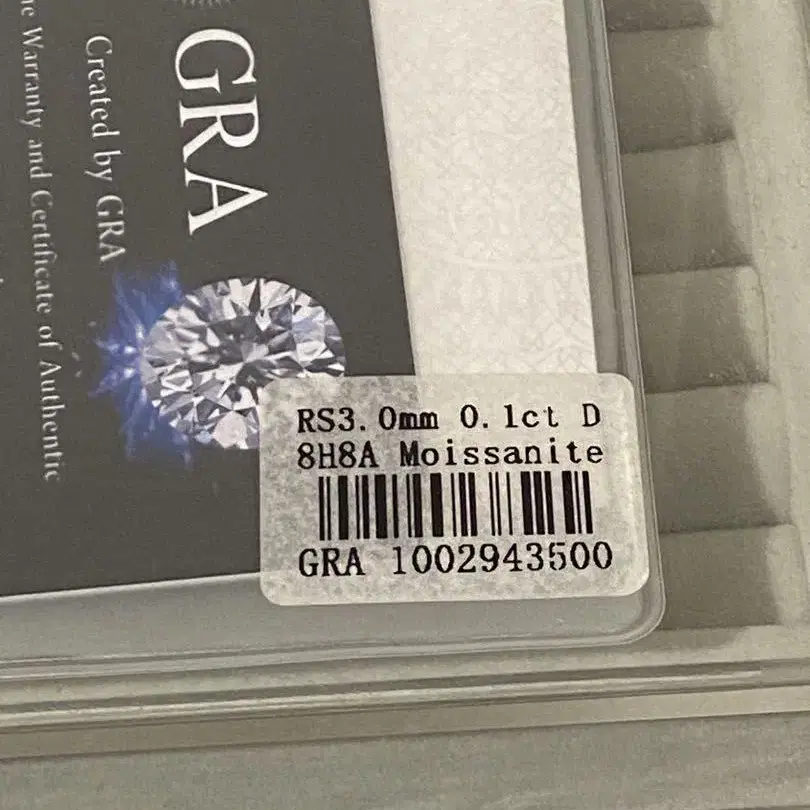 GRA
Created by GRA
Warranty and Certificate of Authentic
RS3.0mm 0.1ct D
8H8A Moissanite
GRA 1002943500